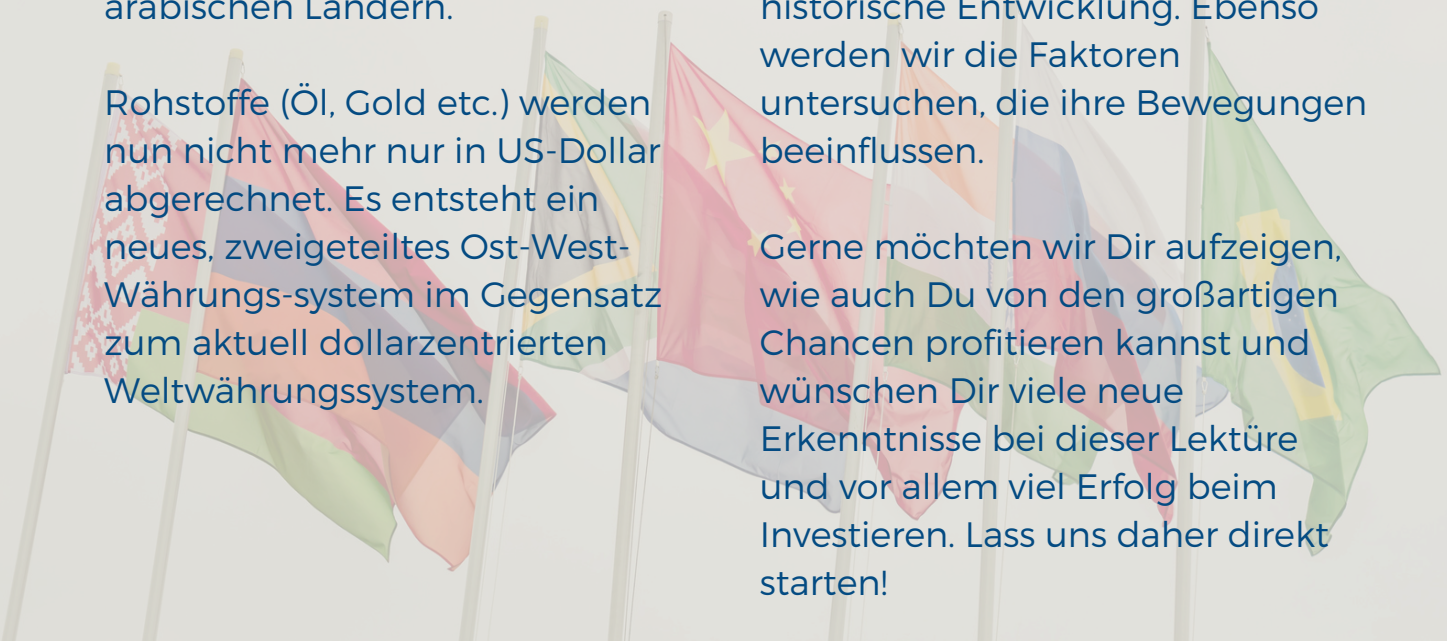 arabischen Ländern.
Rohstoffe (Öl, Gold etc.) werden
nun nicht mehr nur in US-Dollar
abgerechnet. Es entsteht ein
neues, zweigeteiltes Ost-West-
Währungs-system im Gegensatz
zum aktuell dollarzentrierten
Weltwährungssystem.
historische Entwicklung. Ebenso
werden wir die Faktoren
untersuchen, die ihre Bewegungen
beeinflussen.
Gerne möchten wir Dir aufzeigen,
wie auch Du von den großartigen
Chancen profitieren kannst und
wünschen Dir viele neue
Erkenntnisse bei dieser Lektüre
und vor allem viel Erfolg beim
Investieren. Lass uns daher direkt
starten!